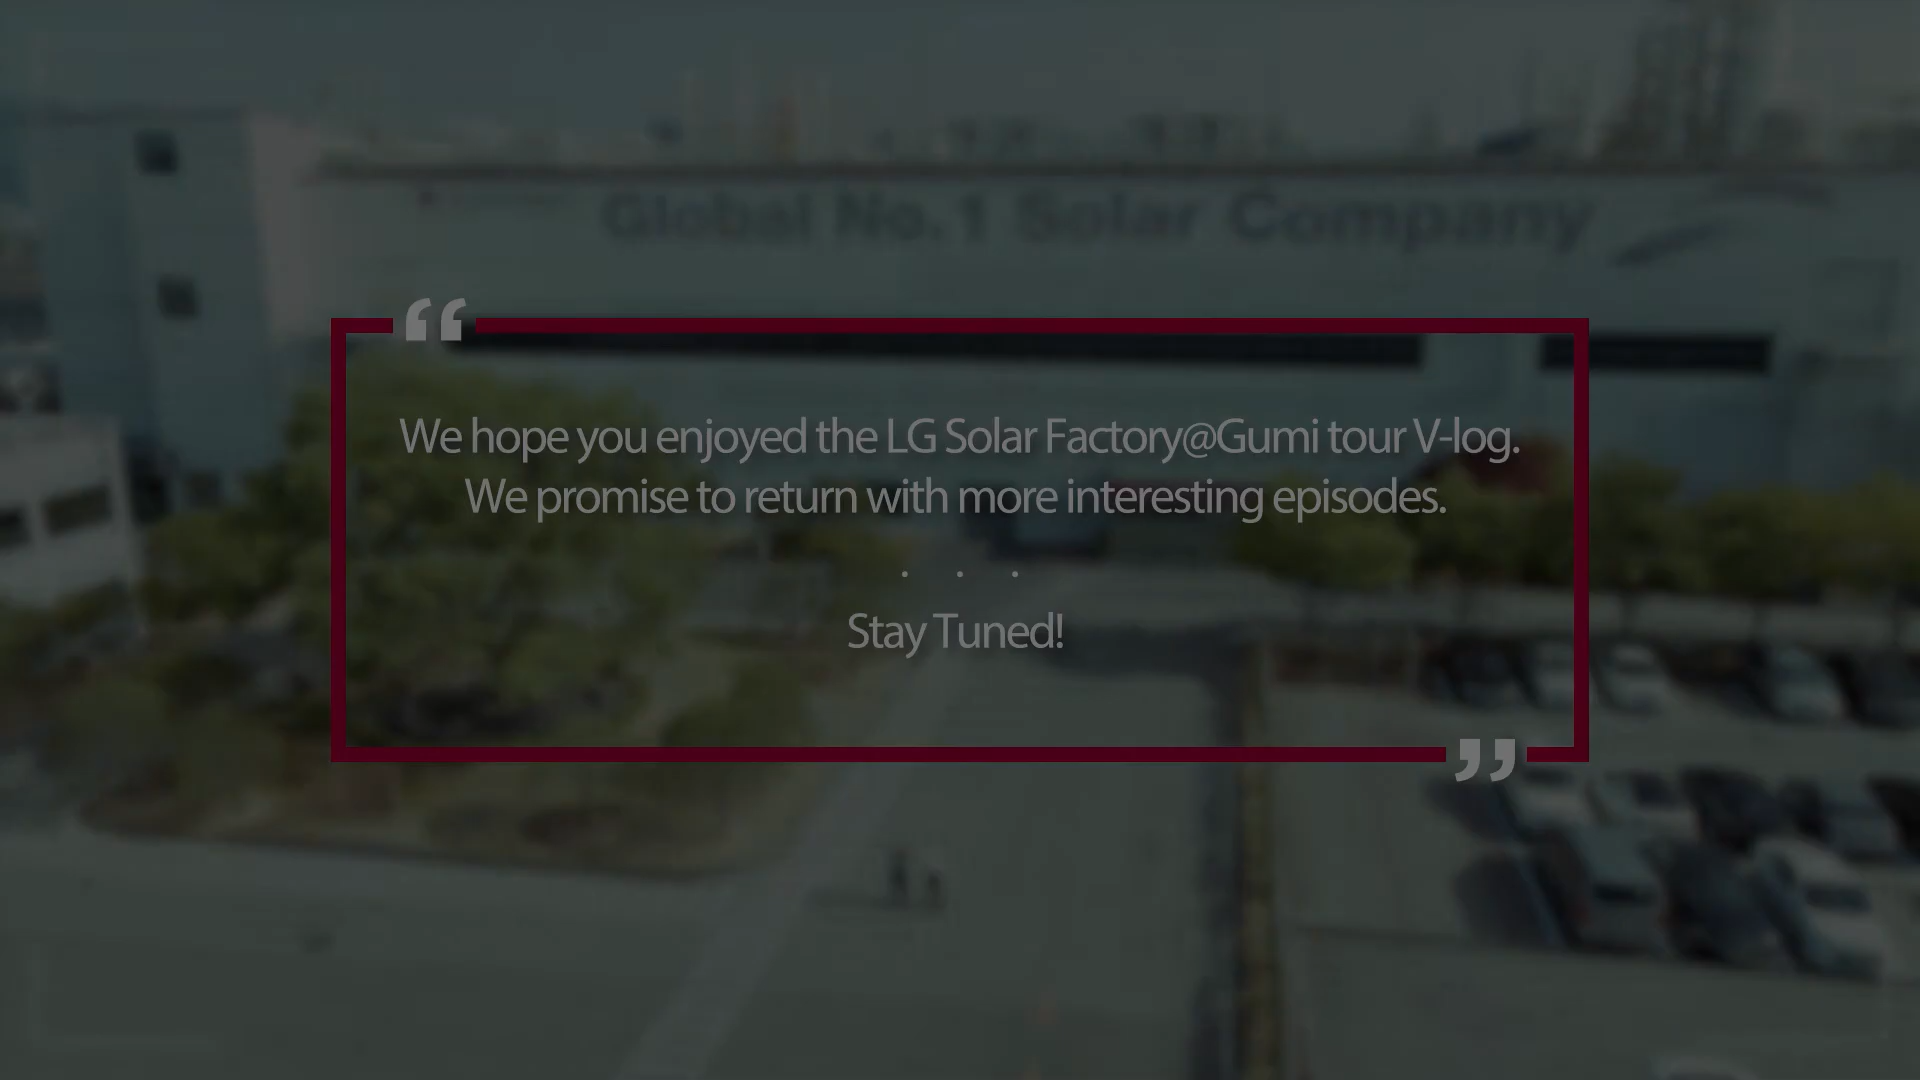 Global No.1 Solar Company
“
We hope you enjoyed the LG Solar Factory@Gumi tour V-log.
We promise to return with more interesting episodes.
. . .
Stay Tuned!
”